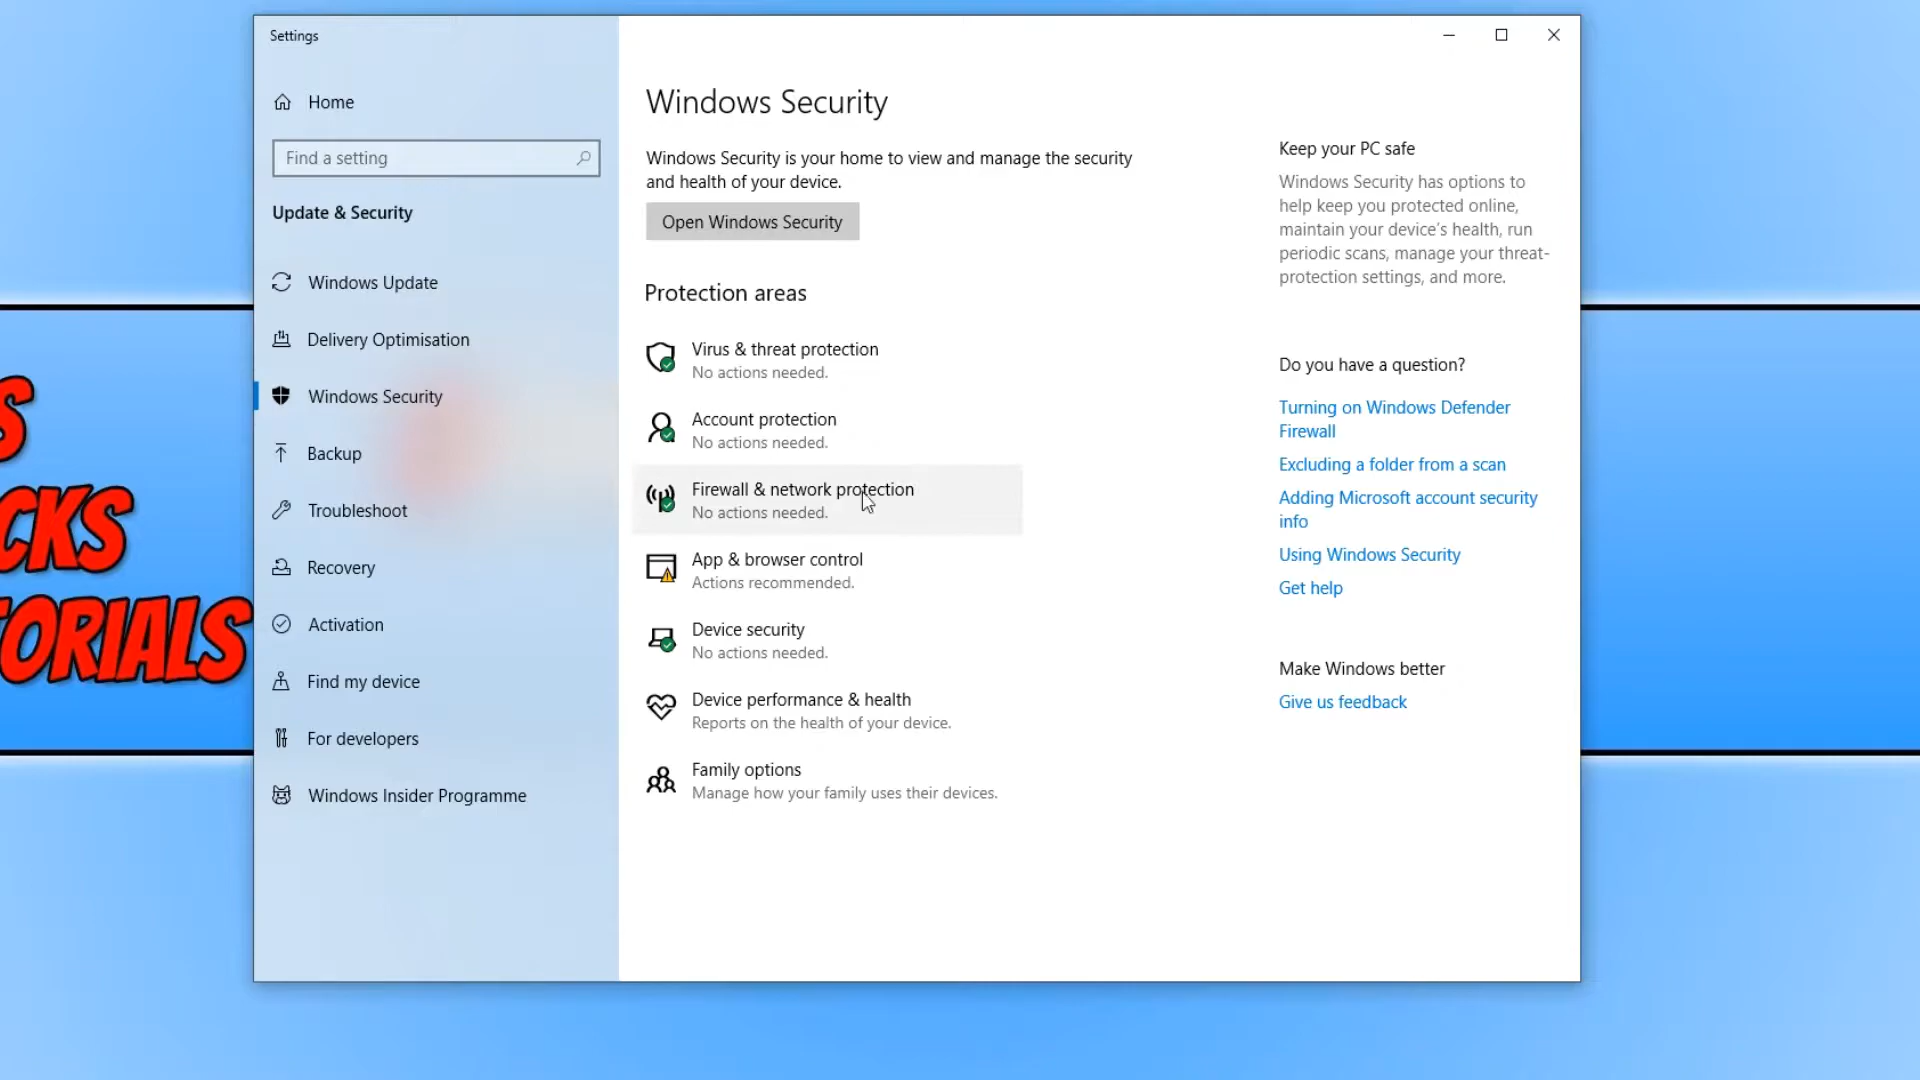 Settings
Home
Find a setting
Update & Security
Windows Update
Delivery Optimisation
Windows Security
Backup
Troubleshoot
Recovery
Activation
Find my device
For developers
Windows Insider Programme
Windows Security
Windows Security is your home to view and manage the security
and health of your device.
Open Windows Security
Protection areas
Virus & threat protection
No actions needed.
Account protection
No actions needed.
Firewall & network protection
No actions needed.
App & browser control
Actions recommended.
Device security
No actions needed.
Device performance & health
Reports on the health of your device.
Family options
Manage how your family uses their devices.
Keep your PC safe
Windows Security has options to
help keep you protected online,
maintain your device's health, run
periodic scans, manage your threat-
protection settings, and more.
Do you have a question?
Turning on Windows Defender
Firewall
Excluding a folder from a scan
Adding Microsoft account security
info
Using Windows Security
Get help
Make Windows better
Give us feedback
S
CKS
TORIALS